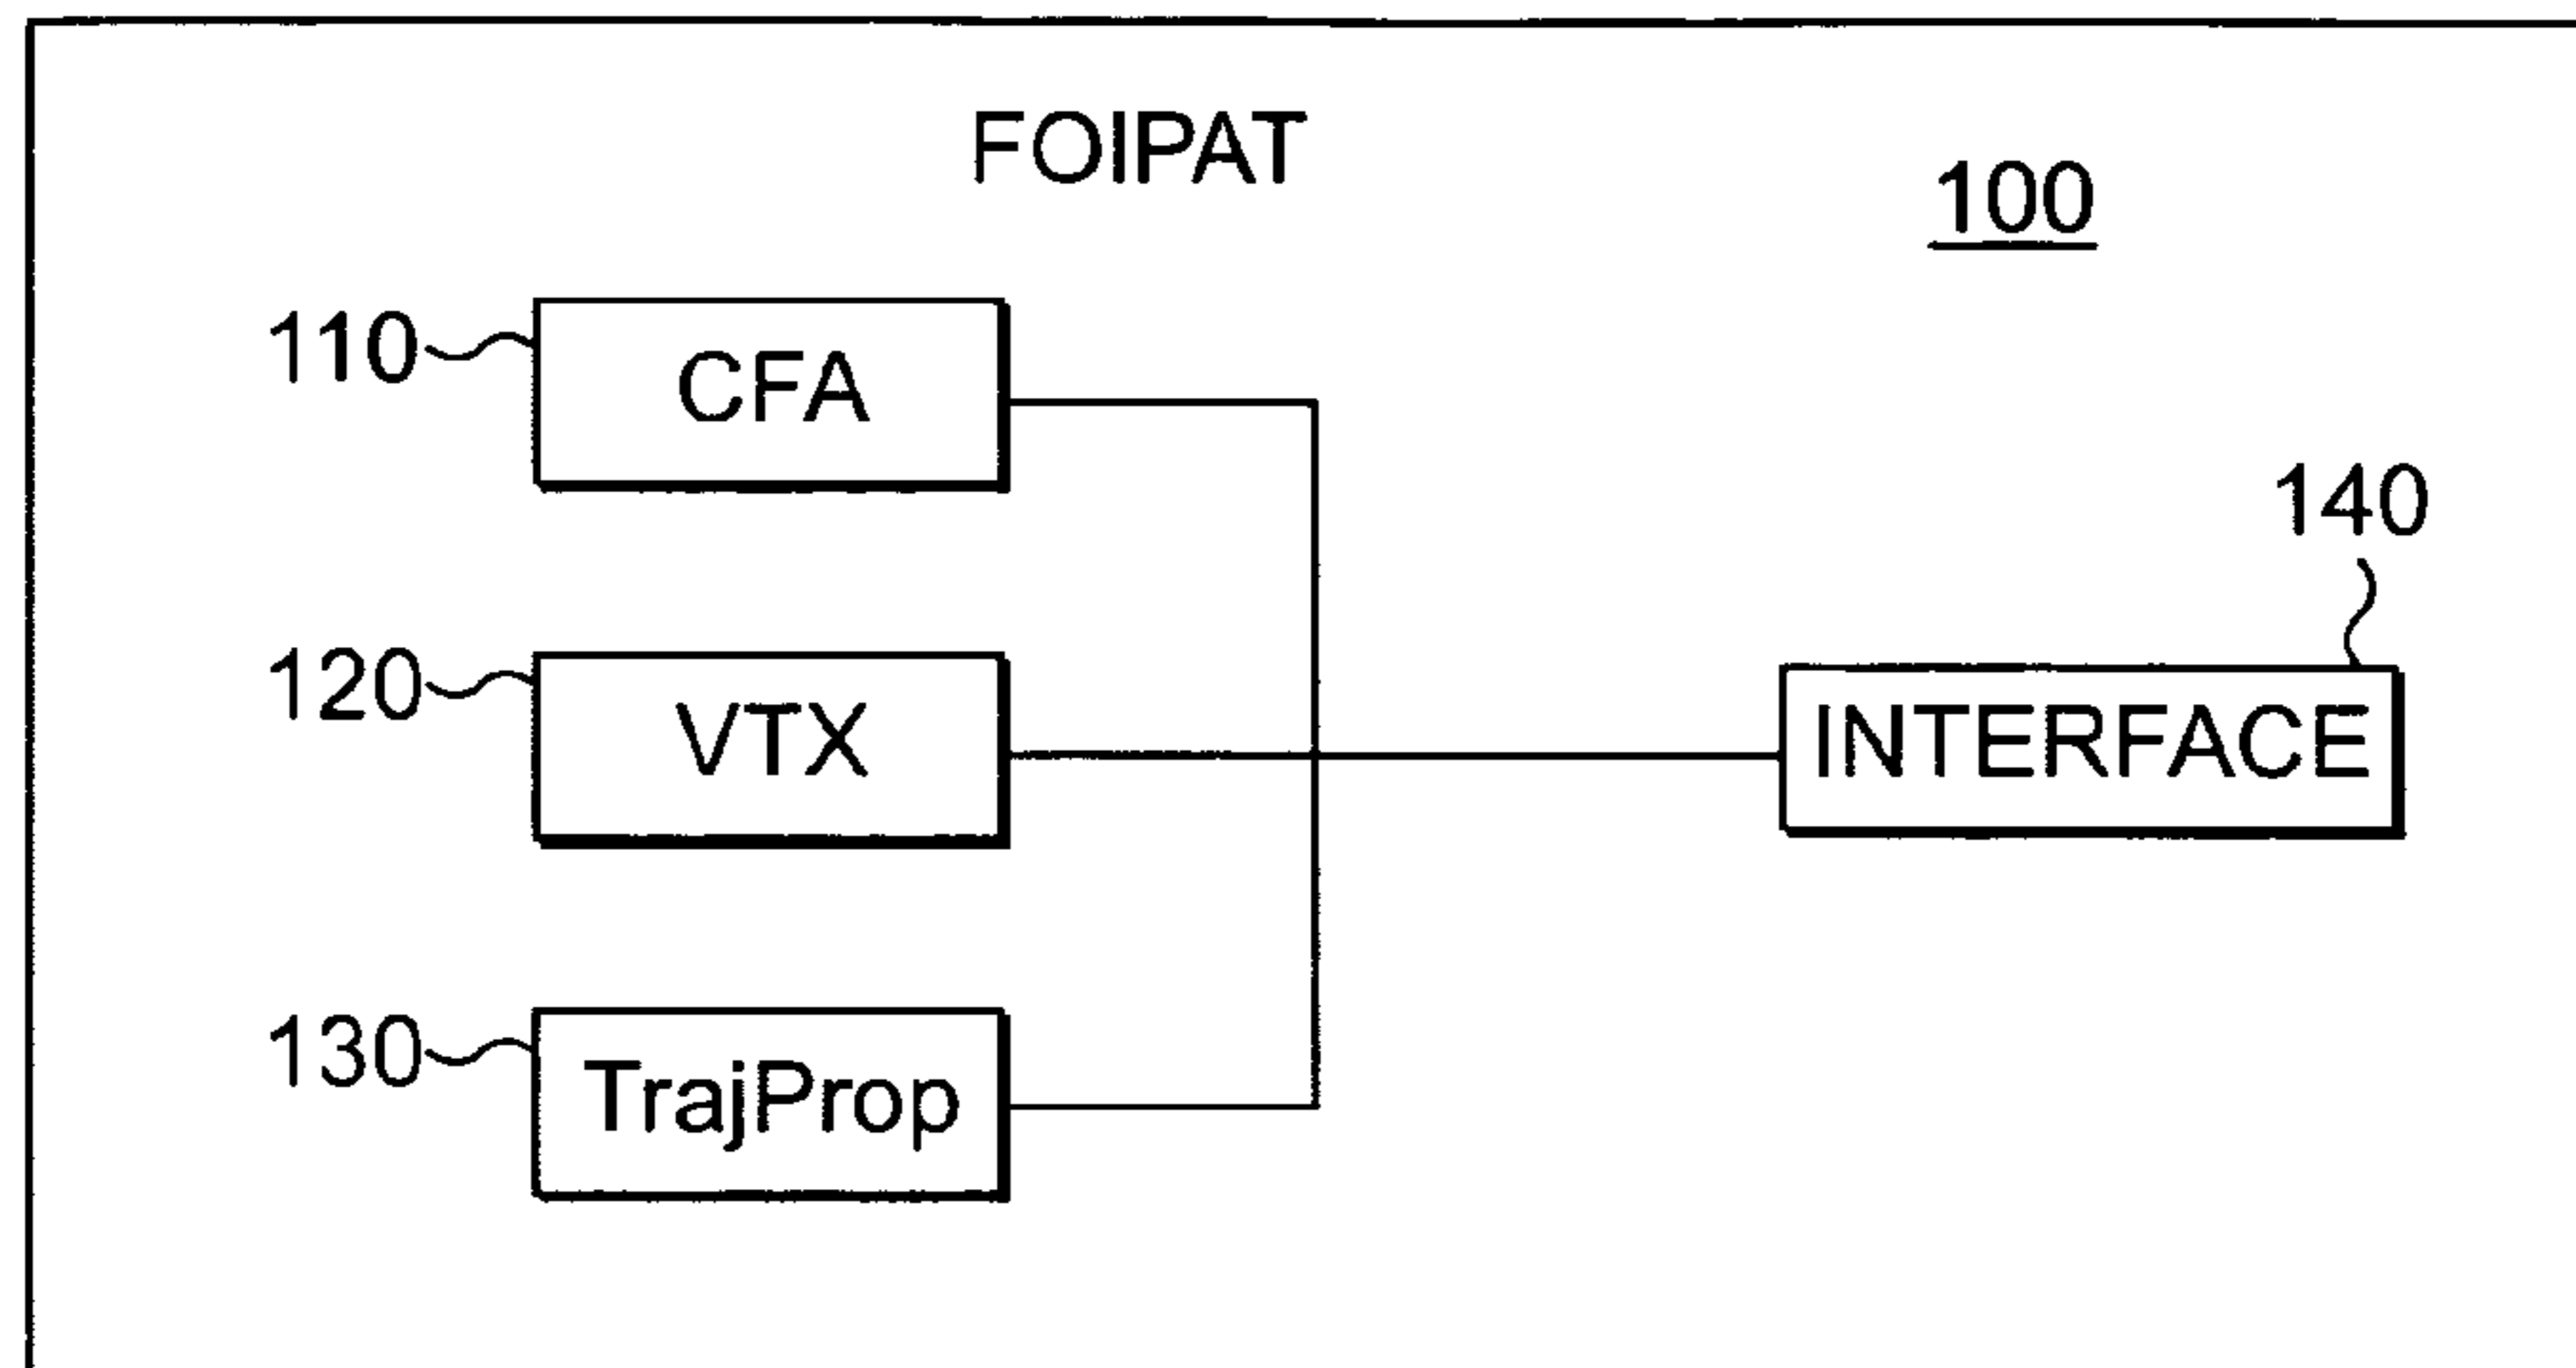 FOIPAT
100
110
CFA
140
120
VTX
INTERFACE
130
TrajProp